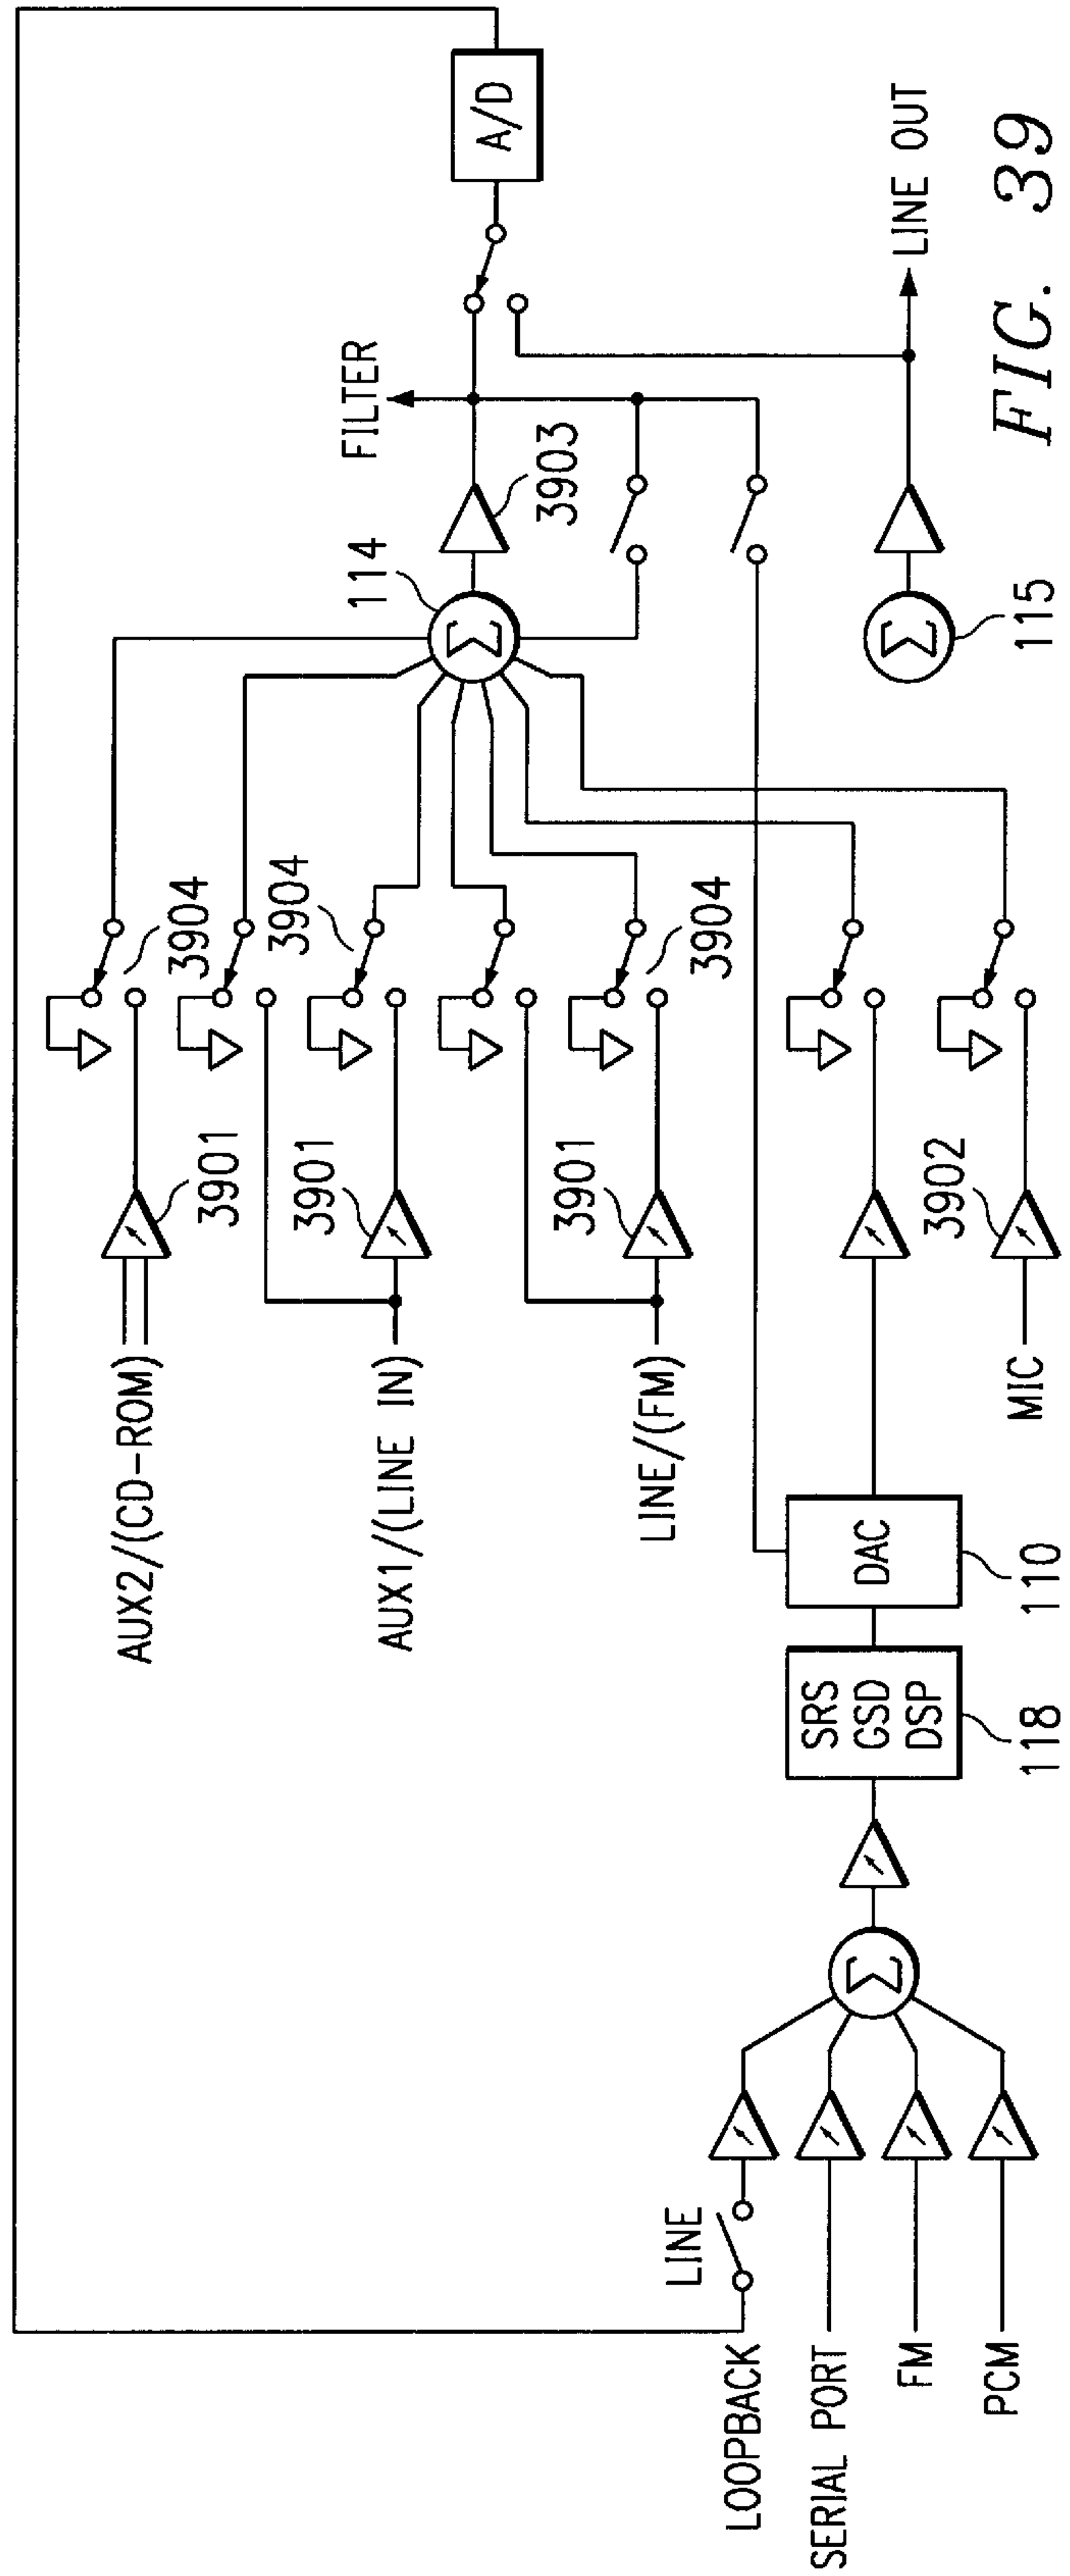 AUX2/(CD-ROM)
3901
3904
AUX1/(LINE IN)
3901
3904
LINE/(FM)
3901
3904
114
Σ
3903
FILTER
A/D
LINE
LOOPBACK
SERIAL PORT
FM
PCM
Σ
SRS
GSD
DSP
118
DAC
110
MIC
3902
Σ
115
LINE OUT
FIG. 39